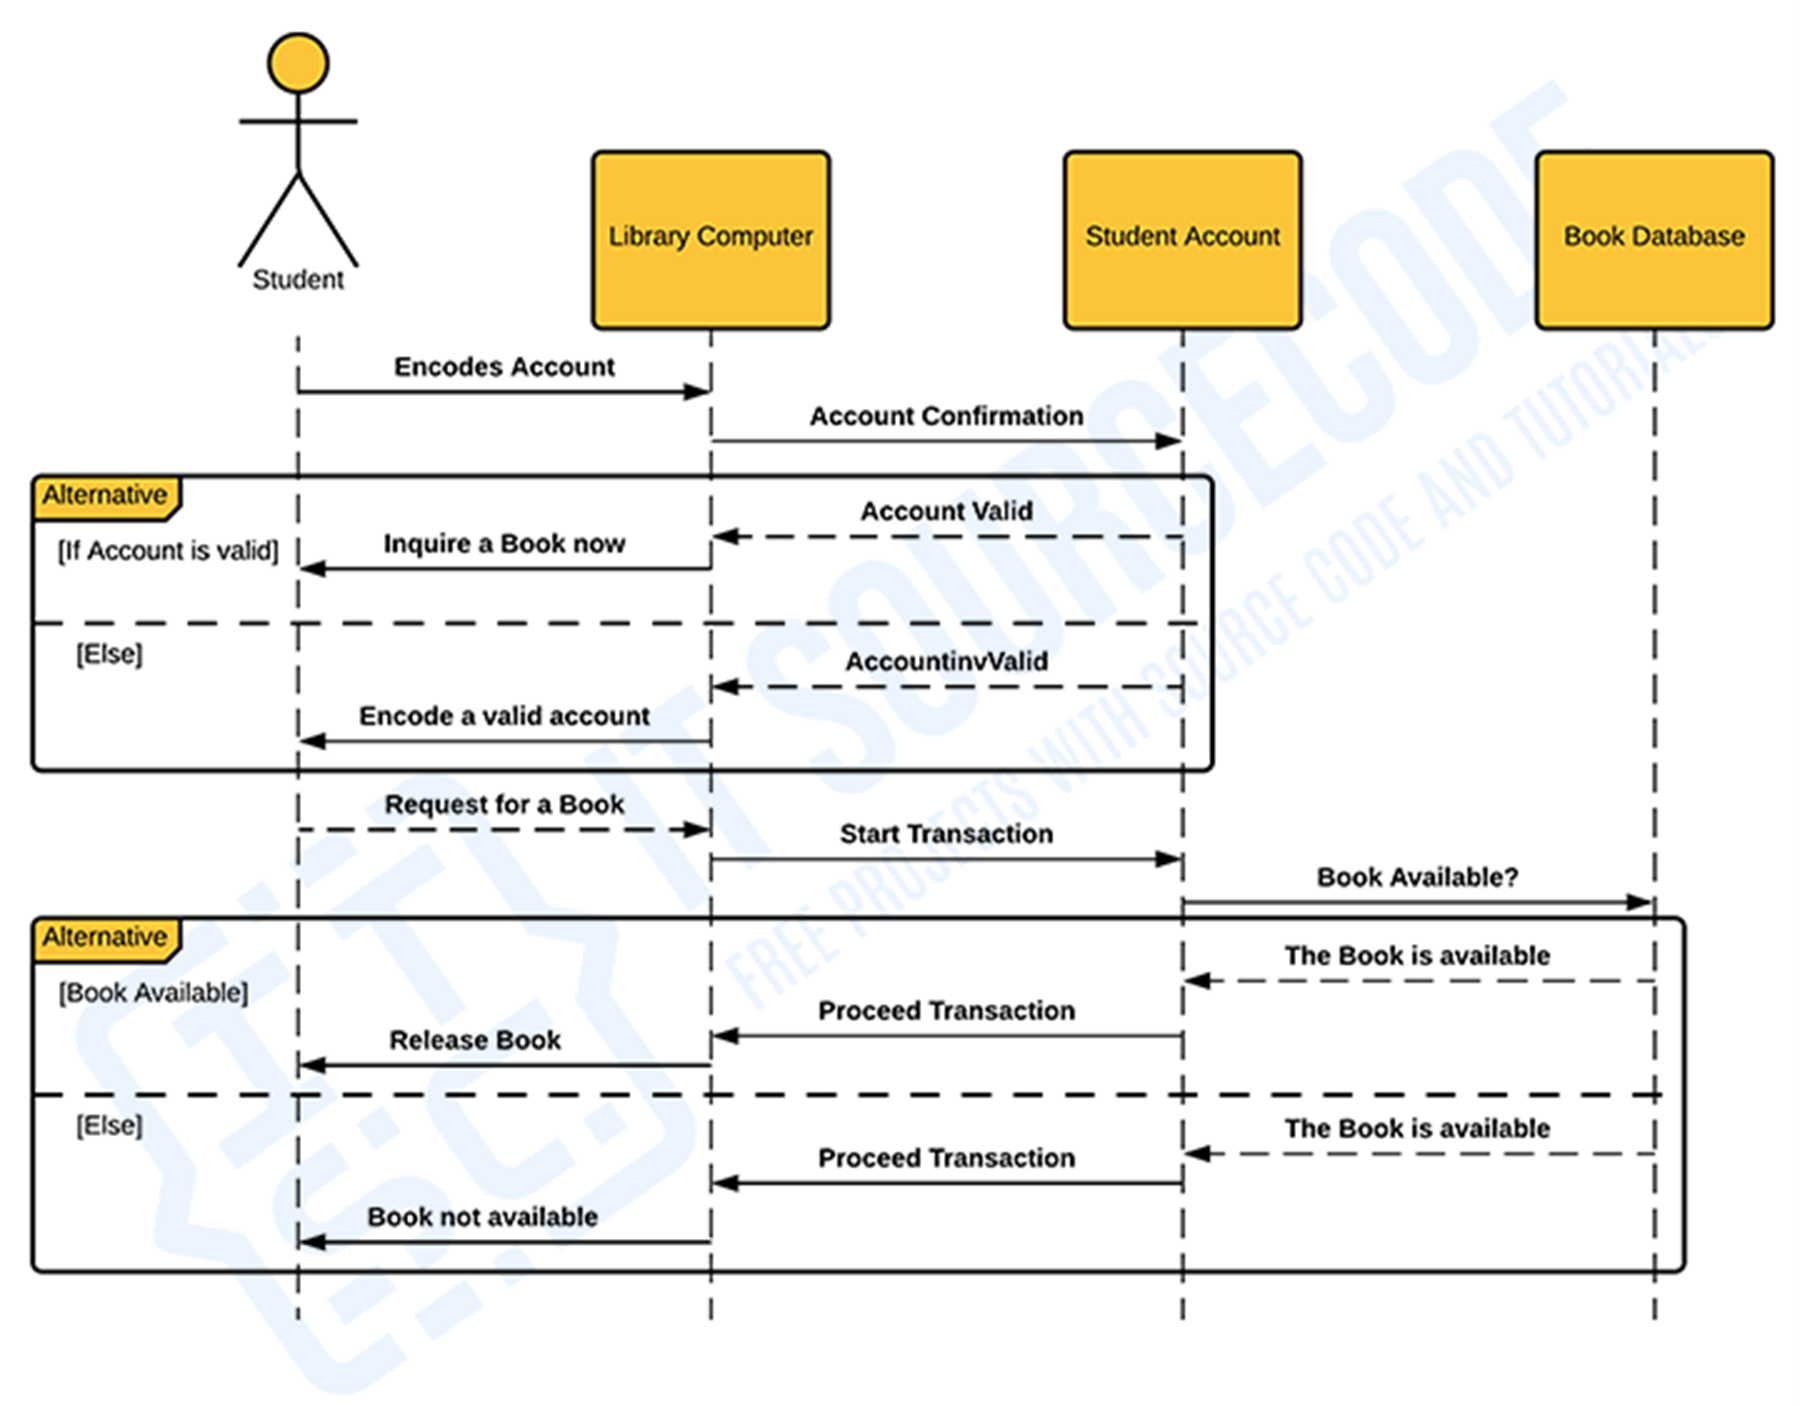 Student
Library Computer
Student Account
Book Database
Encodes Account
Account Confirmation
Alternative
[If Account is valid]
Account Valid
Inquire a Book now
[Else]
AccountinvValid
Encode a valid account
Request for a Book
Start Transaction
Book Available?
Alternative
[Book Available]
The Book is available
Proceed Transaction
Release Book
[Else]
The Book is available
Proceed Transaction
Book not available
IT SOURCECODE
FREE PROJECTS WITH SOURCE CODE AND TUTORIALS